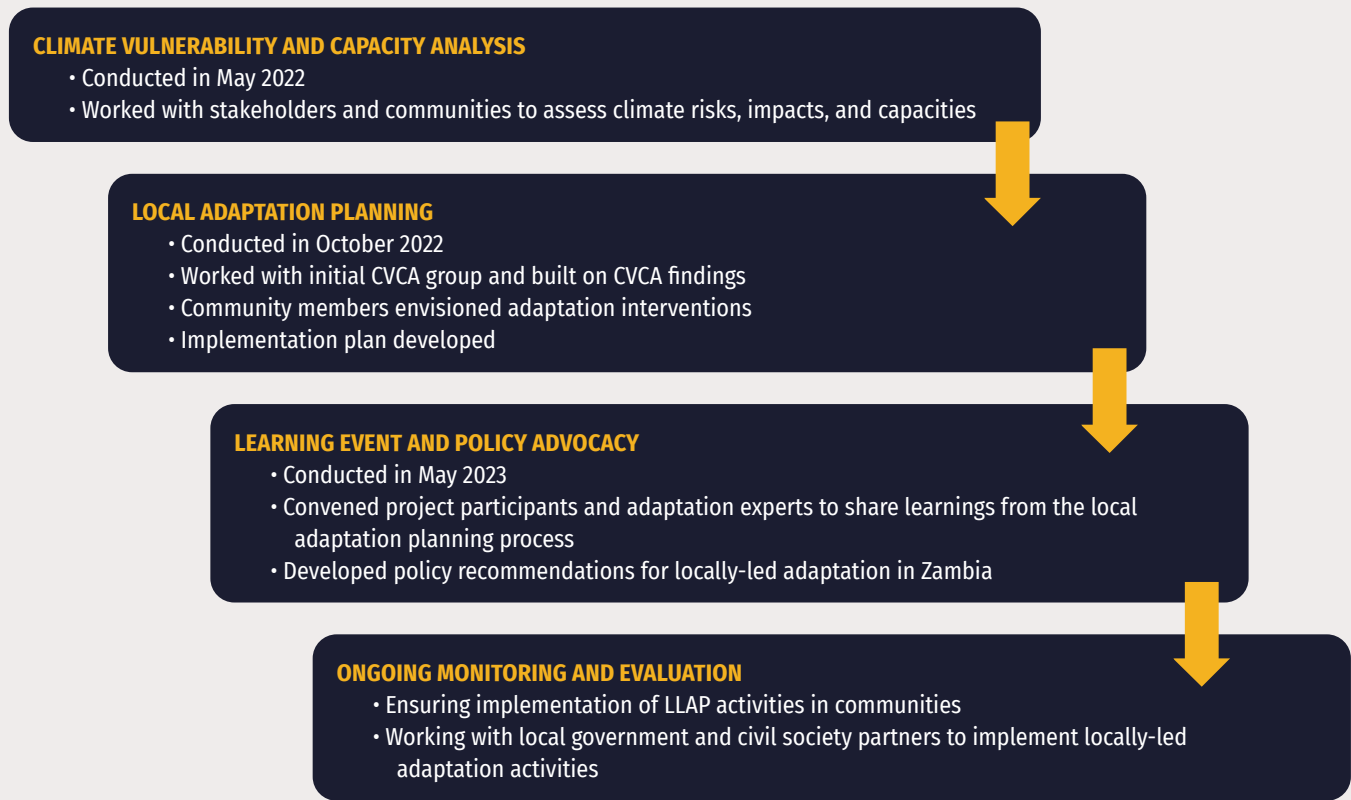 CLIMATE VULNERABILITY AND CAPACITY ANALYSIS
• Conducted in May 2022
• Worked with stakeholders and communities to assess climate risks, impacts, and capacities
LOCAL ADAPTATION PLANNING
• Conducted in October 2022
• Worked with initial CVCA group and built on CVCA findings
• Community members envisioned adaptation interventions
• Implementation plan developed
LEARNING EVENT AND POLICY ADVOCACY
• Conducted in May 2023
• Convened project participants and adaptation experts to share learnings from the local
adaptation planning process
• Developed policy recommendations for locally-led adaptation in Zambia
ONGOING MONITORING AND EVALUATION
• Ensuring implementation of LLAP activities in communities
• Working with local government and civil society partners to implement locally-led
adaptation activities